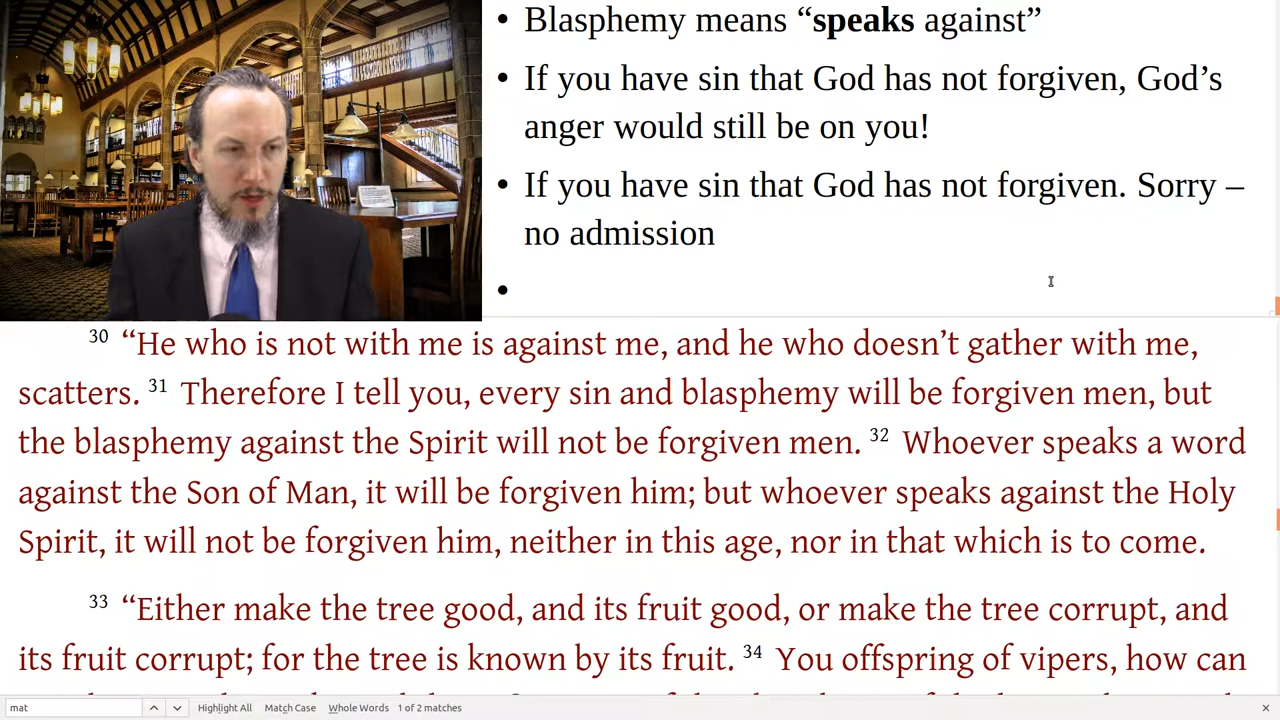 • Blasphemy means “speaks against”
• If you have sin that God has not forgiven, God’s
anger would still be on you!
• If you have sin that God has not forgiven. Sorry –
no admission
•
30 “He who is not with me is against me, and he who doesn’t gather with me,
scatters. 31 Therefore I tell you, every sin and blasphemy will be forgiven men, but
the blasphemy against the Spirit will not be forgiven men. 32 Whoever speaks a word
against the Son of Man, it will be forgiven him; but whoever speaks against the Holy
Spirit, it will not be forgiven him, neither in this age, nor in that which is to come.
33 “Either make the tree good, and its fruit good, or make the tree corrupt, and
its fruit corrupt; for the tree is known by its fruit. 34 You offspring of vipers, how can
mat Highlight All Match Case Whole Words 1 of 2 matches